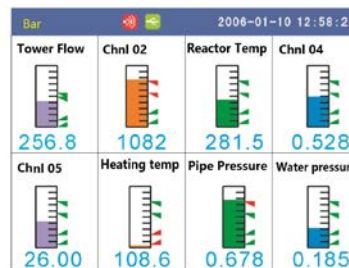 Bar 2006-01-10 12:58:2
Tower Flow Chnl 02 Reactor Temp Chnl 04
256.8 1082 281.5 0.528
Chnl 05 Heating temp Pipe Pressure Water pressur
26.00 108.6 0.678 0.185